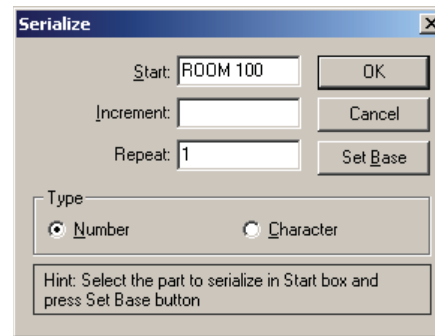 Serialize
Start: ROOM 100 OK
Increment: Cancel
Repeat: 1 Set Base
Type
Number Character
Hint: Select the part to serialize in Start box and
press Set Base button